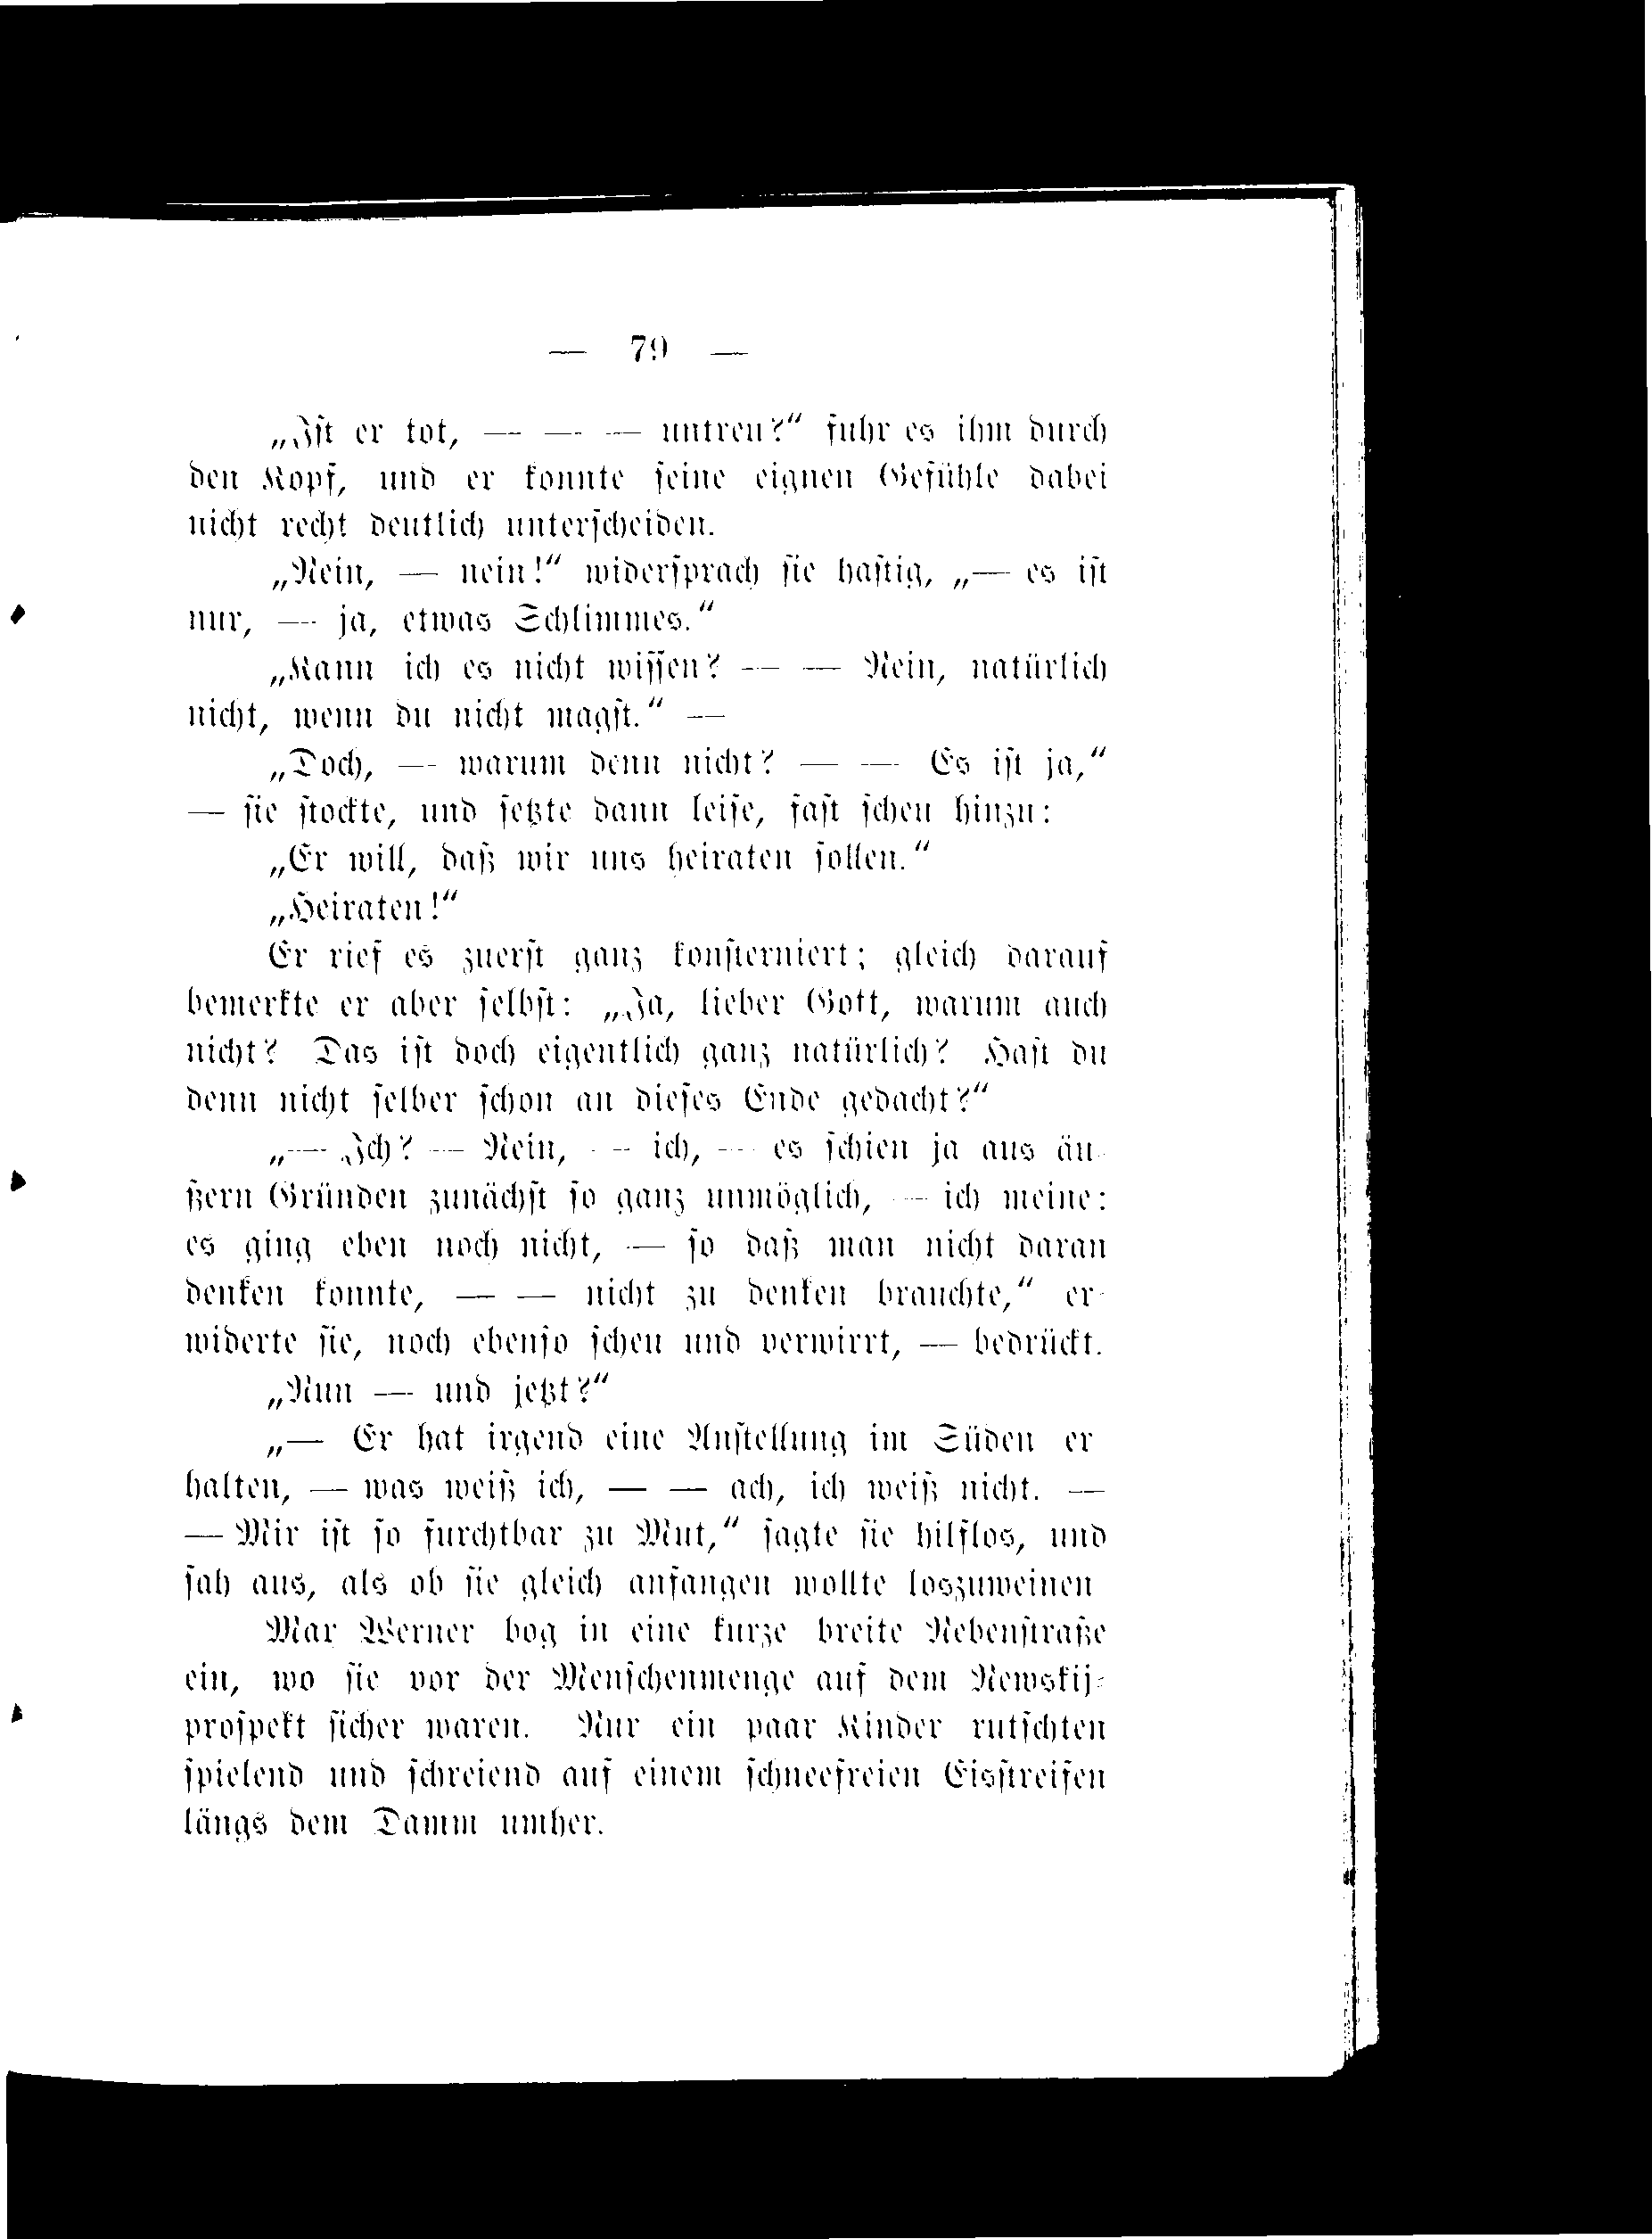 — 79 —
„Ist er tot, — — — untreu?“ fuhr es ihm durch
den Kopf, und er konnte seine eignen Gefühle dabei
nicht recht deutlich unterscheiden.
„Nein, — nein!“ widersprach sie hastig, „— es ist
nur, — ja, etwas Schlimmes.“
„Kann ich es nicht wissen? — — Nein, natürlich
nicht, wenn du nicht magst.“ —
„Doch, — warum denn nicht? — — Es ist ja,“
— sie stockte, und setzte dann leise, fast scheu hinzu:
„Er will, daß wir uns heiraten sollen.“
„Heiraten!“
Er rief es zuerst ganz konsterniert; gleich darauf
bemerkte er aber selbst: „Ja, lieber Gott, warum auch
nicht? Das ist doch eigentlich ganz natürlich? Hast du
denn nicht selber schon an dieses Ende gedacht?“
„— Ich? — Nein, — ich, — es schien ja aus äu-
ßern Gründen zunächst so ganz unmöglich, — ich meine:
es ging eben noch nicht, — so daß man nicht daran
denken konnte, — — nicht zu denken brauchte,“ er-
widerte sie, noch ebenso scheu und verwirrt, — bedrückt.
„Nun — und jetzt?“
„— Er hat irgend eine Anstellung im Süden er
halten, — was weiß ich, — — ach, ich weiß nicht. —
— Mir ist so furchtbar zu Mut,“ sagte sie hilflos, und
sah aus, als ob sie gleich anfangen wollte loszuweinen
Max Werner bog in eine kurze breite Nebenstraße
ein, wo sie vor der Menschenmenge auf dem Newskij-
prospekt sicher waren. Nur ein paar Kinder rutschten
spielend und schreiend auf einem schneefreien Eisstreifen
längs dem Damm umher.